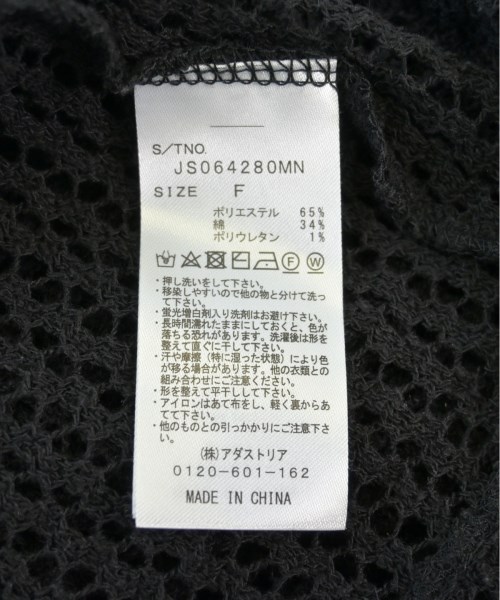 S/TNO.
JS064280MN
SIZE F
ポリエステル 65%
綿 34%
ポリウレタン 1%
F W
・押し洗いをして下さい。
・移染しやすいので他の物と分けて洗っ
て下さい。
・蛍光増白剤入り洗剤はお避け下さい。
・長時間濡れたままにしておくと、色が
落ちる恐れがあります。洗濯後は形を
整えて直ぐに干して下さい。
・汗や摩擦（特に湿った状態）により色
が移る場合があります。他の衣類との
組み合わせにご注意ください。
・形を整えて平干しして下さい。
・アイロンはあて布をし、軽く裏からあ
てて下さい。
・他のものとの引っかかりにご注意下さ
い。
(株)アダストリア
0120-601-162
MADE IN CHINA